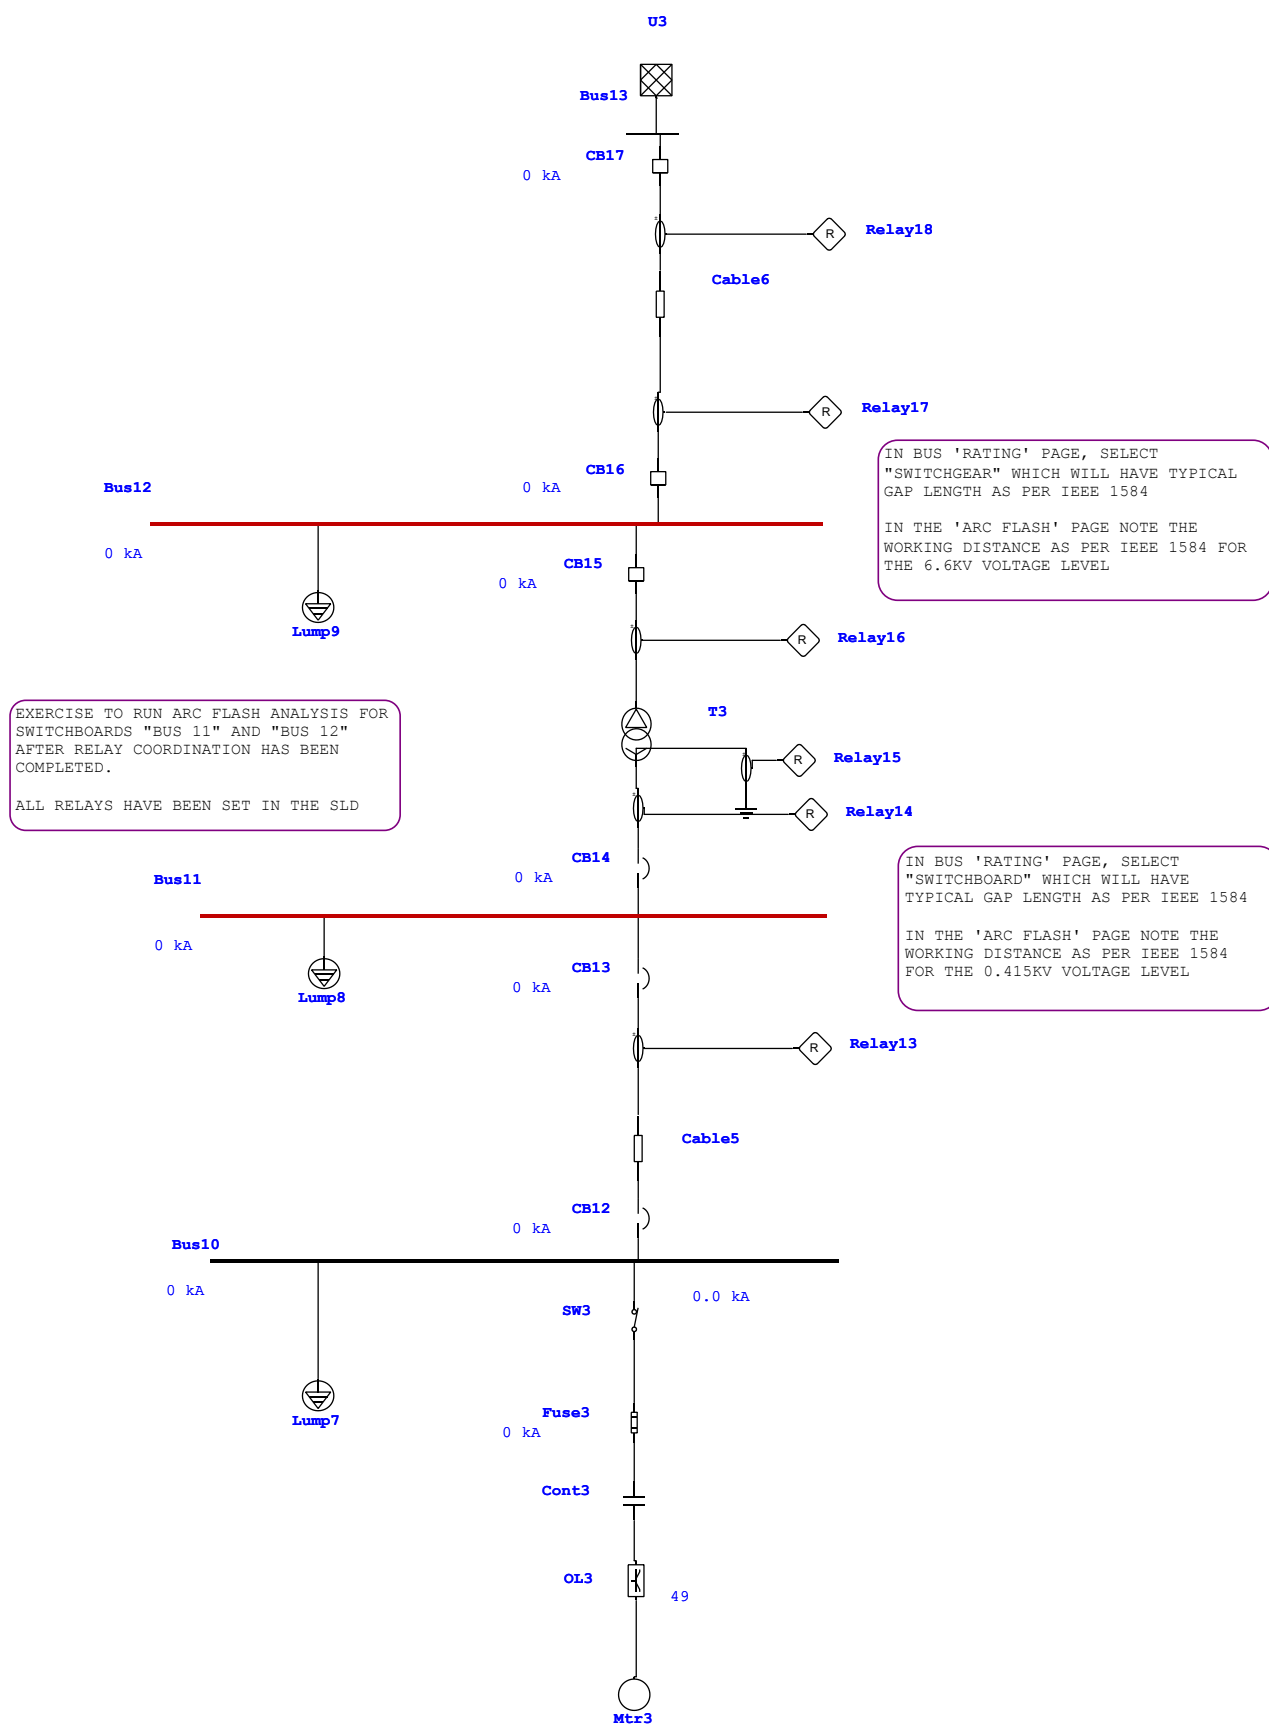 U3
Bus13
CB17
0 kA
R
Relay18
Cable6
R
Relay17
CB16
0 kA
Bus12
0 kA
IN BUS 'RATING' PAGE, SELECT
"SWITCHGEAR" WHICH WILL HAVE TYPICAL
GAP LENGTH AS PER IEEE 1584
IN THE 'ARC FLASH' PAGE NOTE THE
WORKING DISTANCE AS PER IEEE 1584 FOR
THE 6.6KV VOLTAGE LEVEL
CB15
0 kA
Lump9
R
Relay16
EXERCISE TO RUN ARC FLASH ANALYSIS FOR
SWITCHBOARDS "BUS 11" AND "BUS 12"
AFTER RELAY COORDINATION HAS BEEN
COMPLETED.
ALL RELAYS HAVE BEEN SET IN THE SLD
T3
R
Relay15
R
Relay14
CB14
0 kA
Bus11
0 kA
IN BUS 'RATING' PAGE, SELECT
"SWITCHBOARD" WHICH WILL HAVE
TYPICAL GAP LENGTH AS PER IEEE 1584
IN THE 'ARC FLASH' PAGE NOTE THE
WORKING DISTANCE AS PER IEEE 1584
FOR THE 0.415KV VOLTAGE LEVEL
Lump8
CB13
0 kA
R
Relay13
Cable5
CB12
0 kA
Bus10
0 kA
0.0 kA
SW3
Lump7
Fuse3
0 kA
Cont3
OL3
49
Mtr3